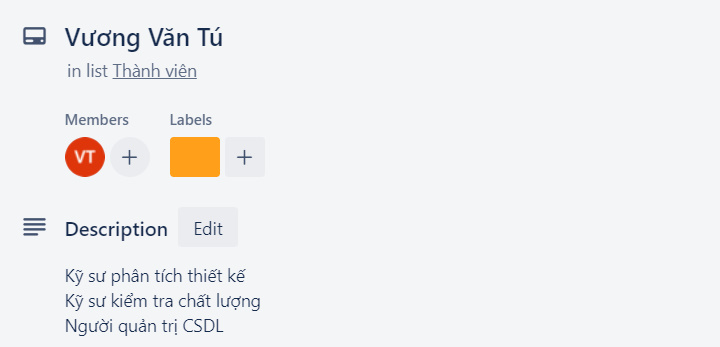 Vương Văn Tú
in list Thành viên
Members Labels
VT + +
Description Edit
Kỹ sư phân tích thiết kế
Kỹ sư kiểm tra chất lượng
Người quản trị CSDL